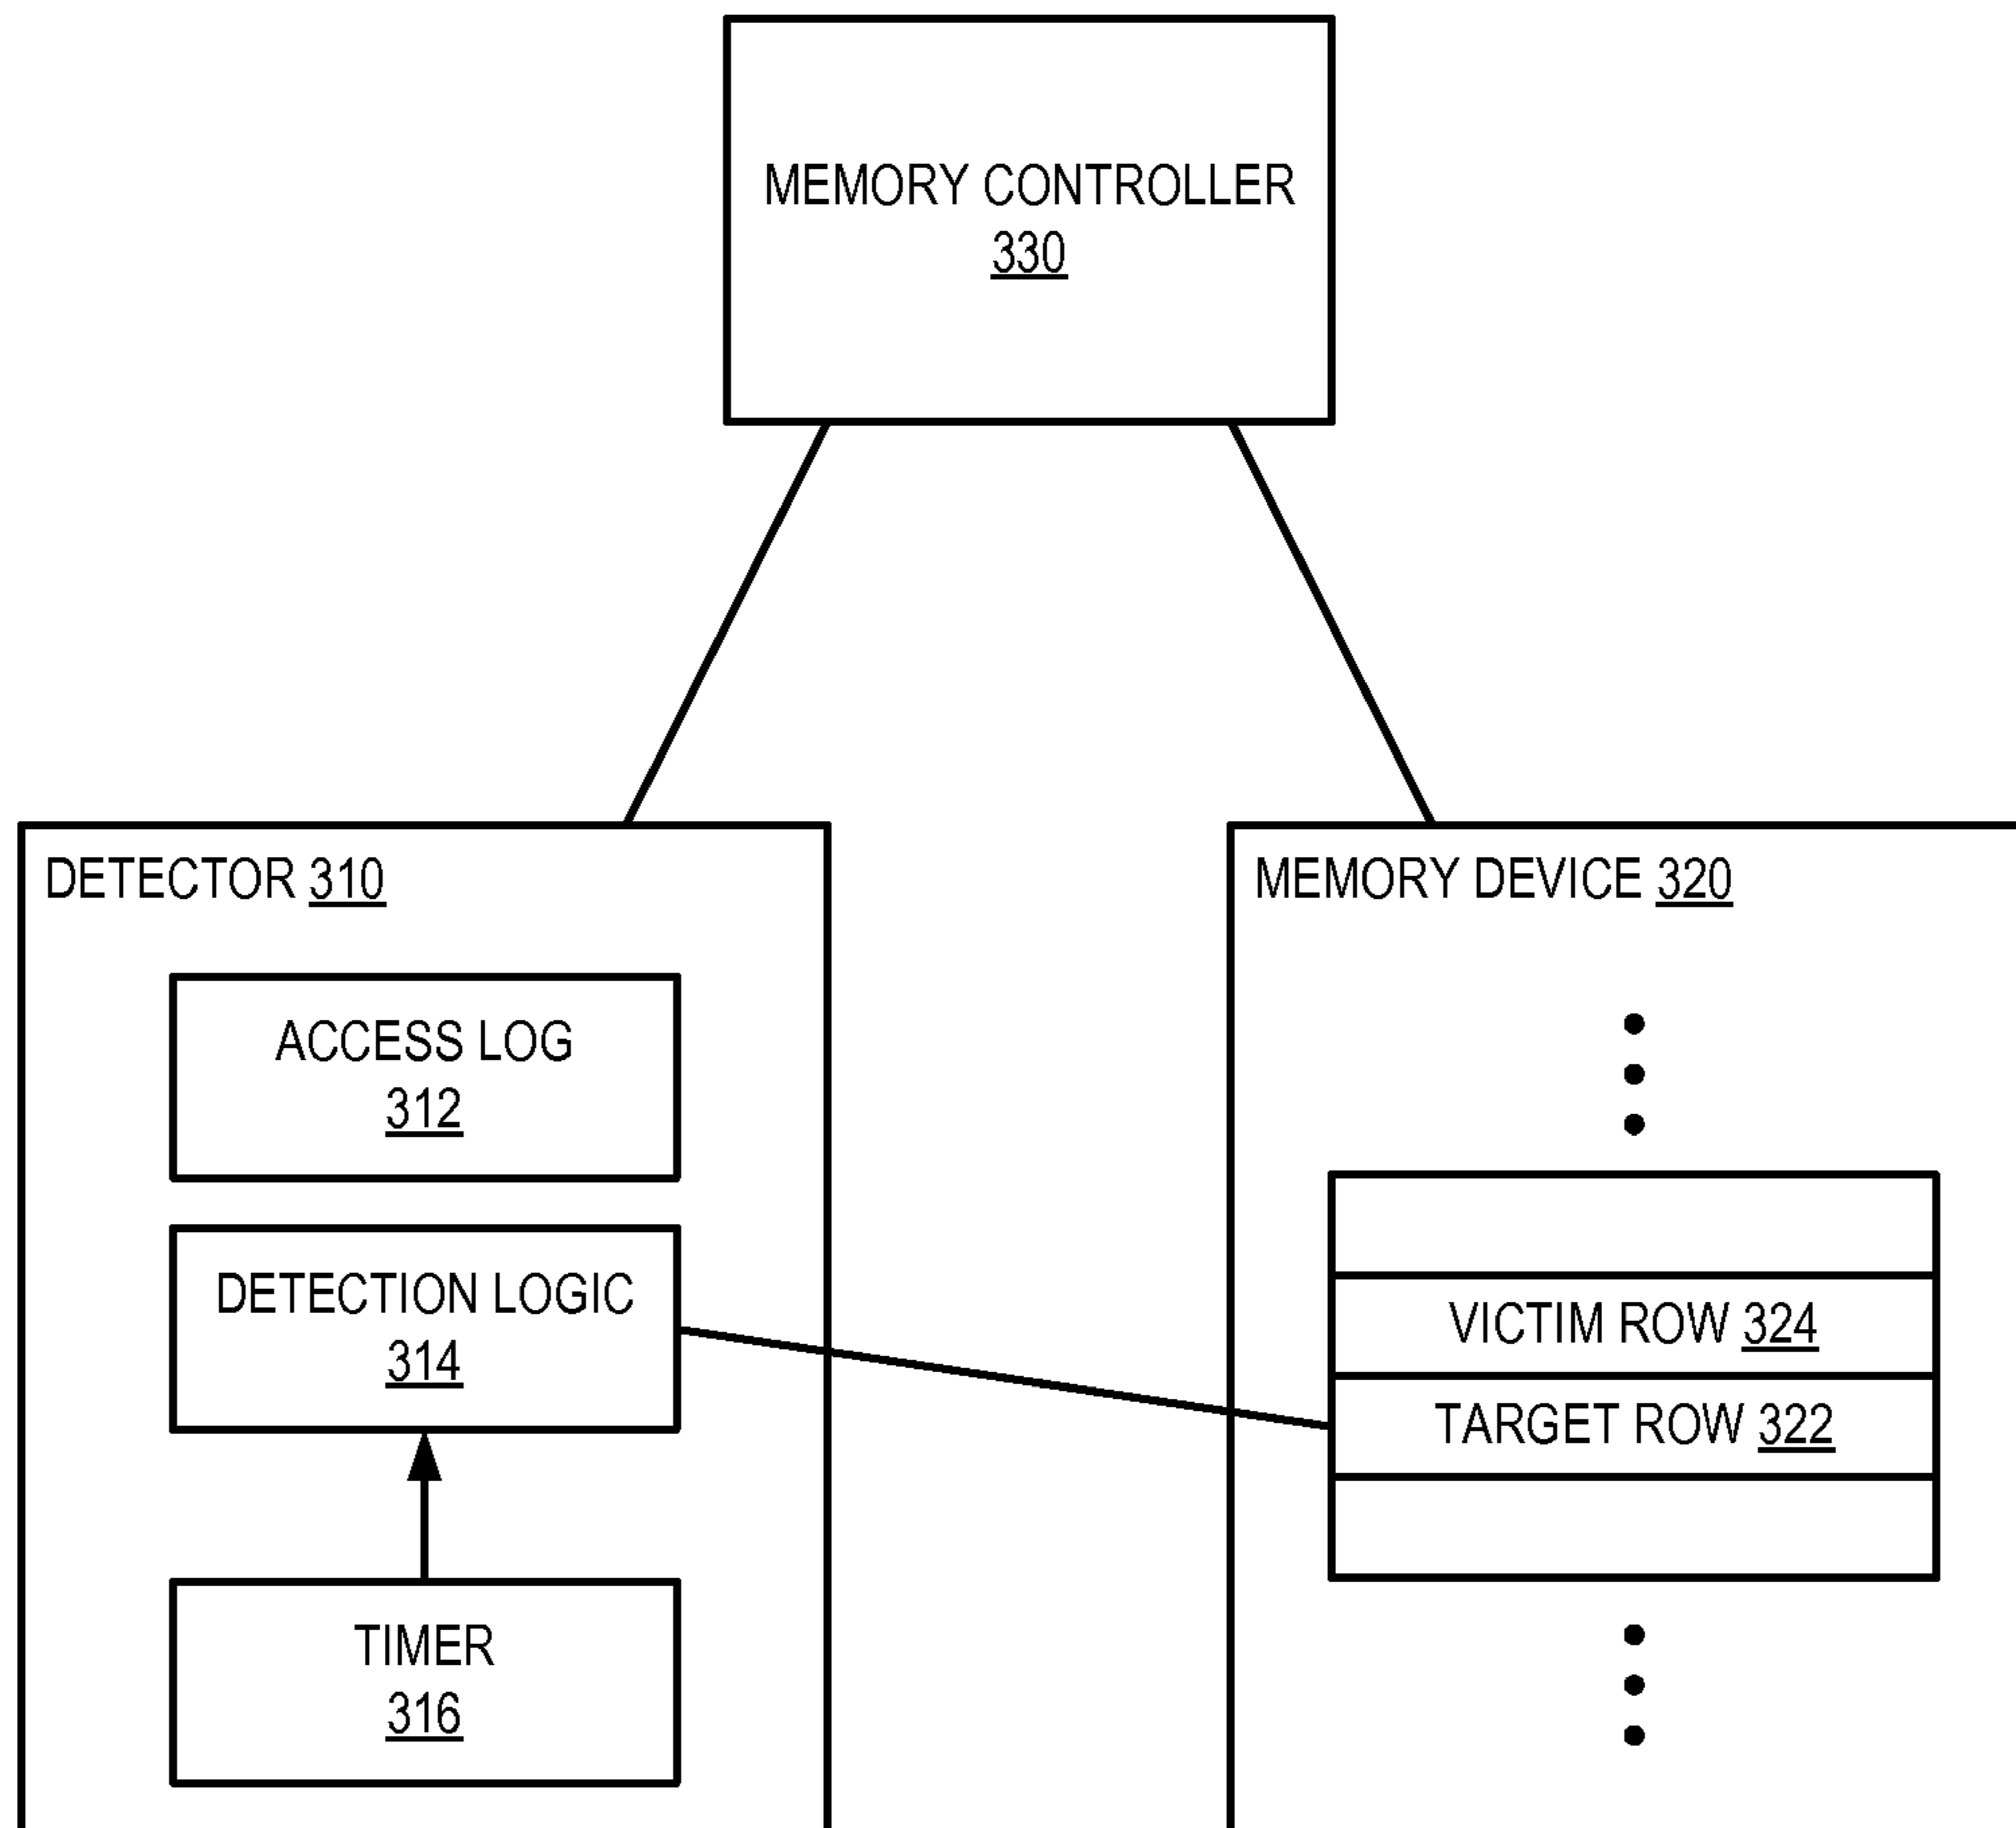 MEMORY CONTROLLER
330
DETECTOR 310
ACCESS LOG
312
DETECTION LOGIC
314
TIMER
316
MEMORY DEVICE 320
VICTIM ROW 324
TARGET ROW 322